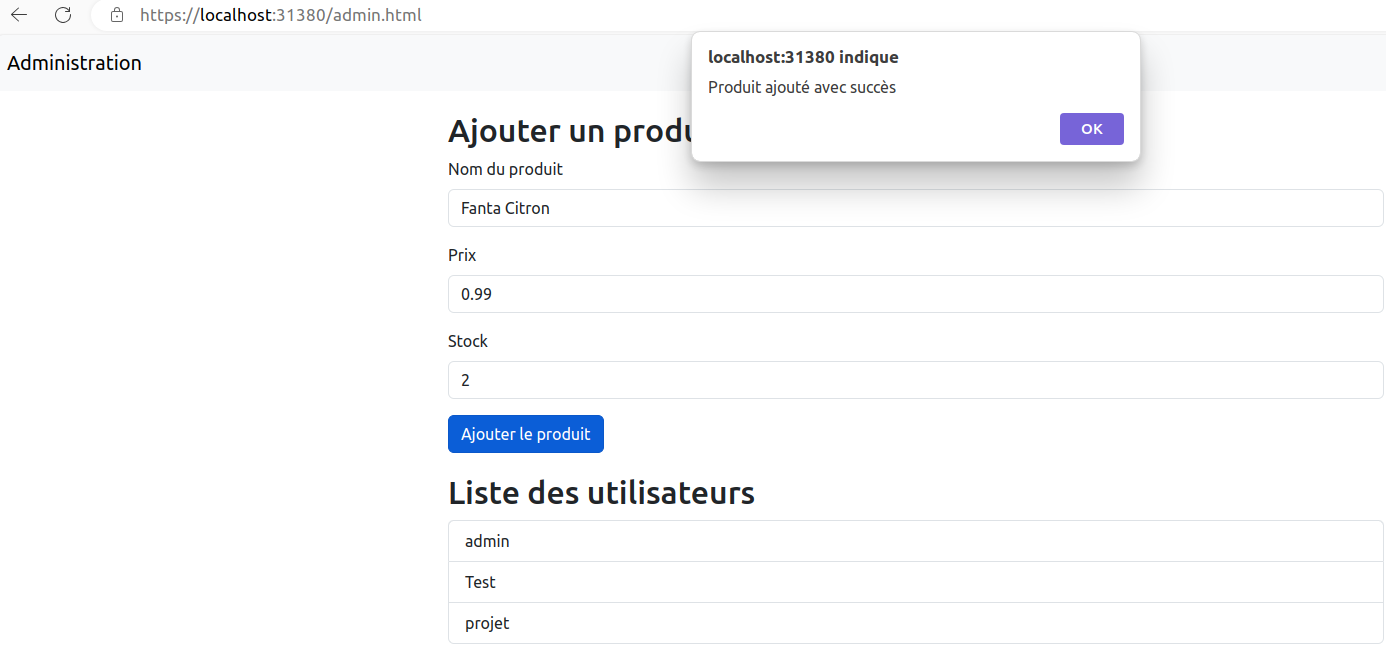 https://localhost:31380/admin.html
Administration
localhost:31380 indique
Produit ajouté avec succès
OK
Ajouter un produ
Nom du produit
Fanta Citron
Prix
0.99
Stock
2
Ajouter le produit
Liste des utilisateurs
admin
Test
projet